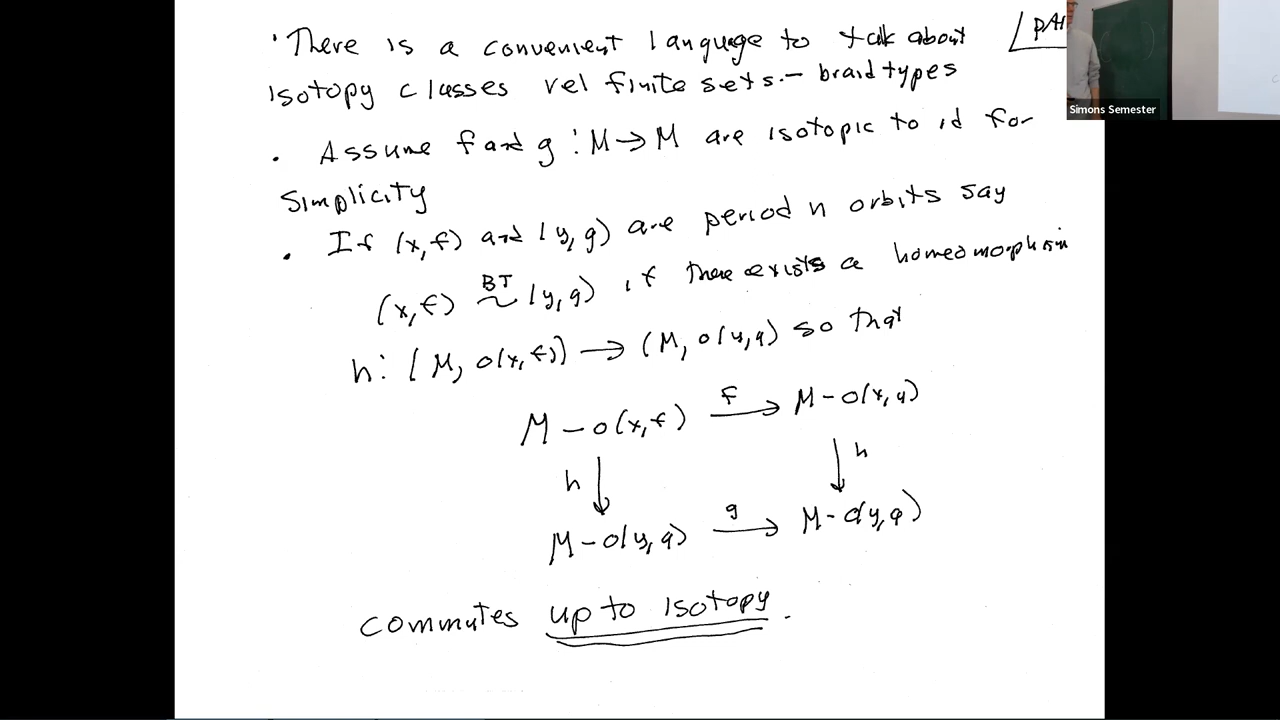 • There is a convenient language to talk about
isotopy classes rel finite sets – braid types
• Assume f and g : M → M are isotopic to id for
simplicity
• If (x, f) and (y, g) are period n orbits say
(x, f) BT ~ (y, g) if there exists a homeomorphism
h: (M, o(x, f)) → (M, o(y, g) so that
M – o(x, f) f → M – o(x, g)
h ↓ ↓ h
M – o(y, g) g → M – o(y, g)
commutes up to isotopy.
Simons Semester